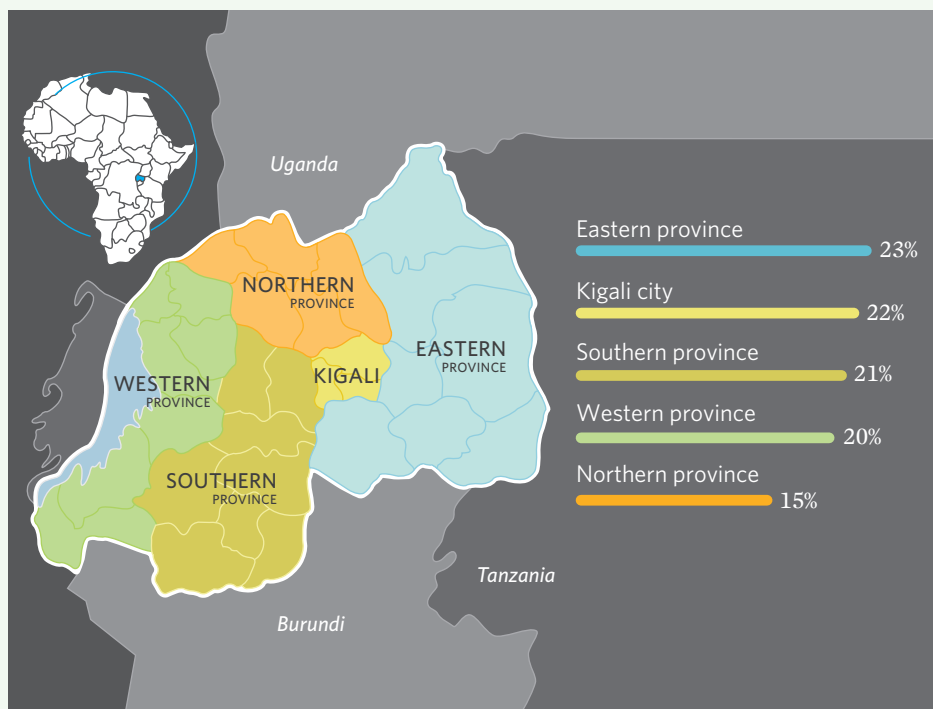 Uganda
NORTHERN
PROVINCE
EASTERN
PROVINCE
KIGALI
WESTERN
PROVINCE
SOUTHERN
PROVINCE
Tanzania
Burundi
Eastern province
23%
Kigali city
22%
Southern province
21%
Western province
20%
Northern province
15%